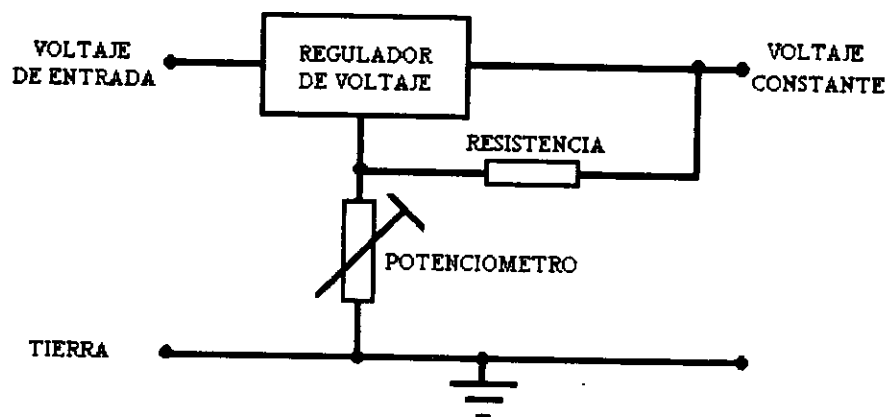 VOLTAJE
DE ENTRADA
REGULADOR
DE VOLTAJE
VOLTAJE
CONSTANTE
RESISTENCIA
POTENCIOMETRO
TIERRA